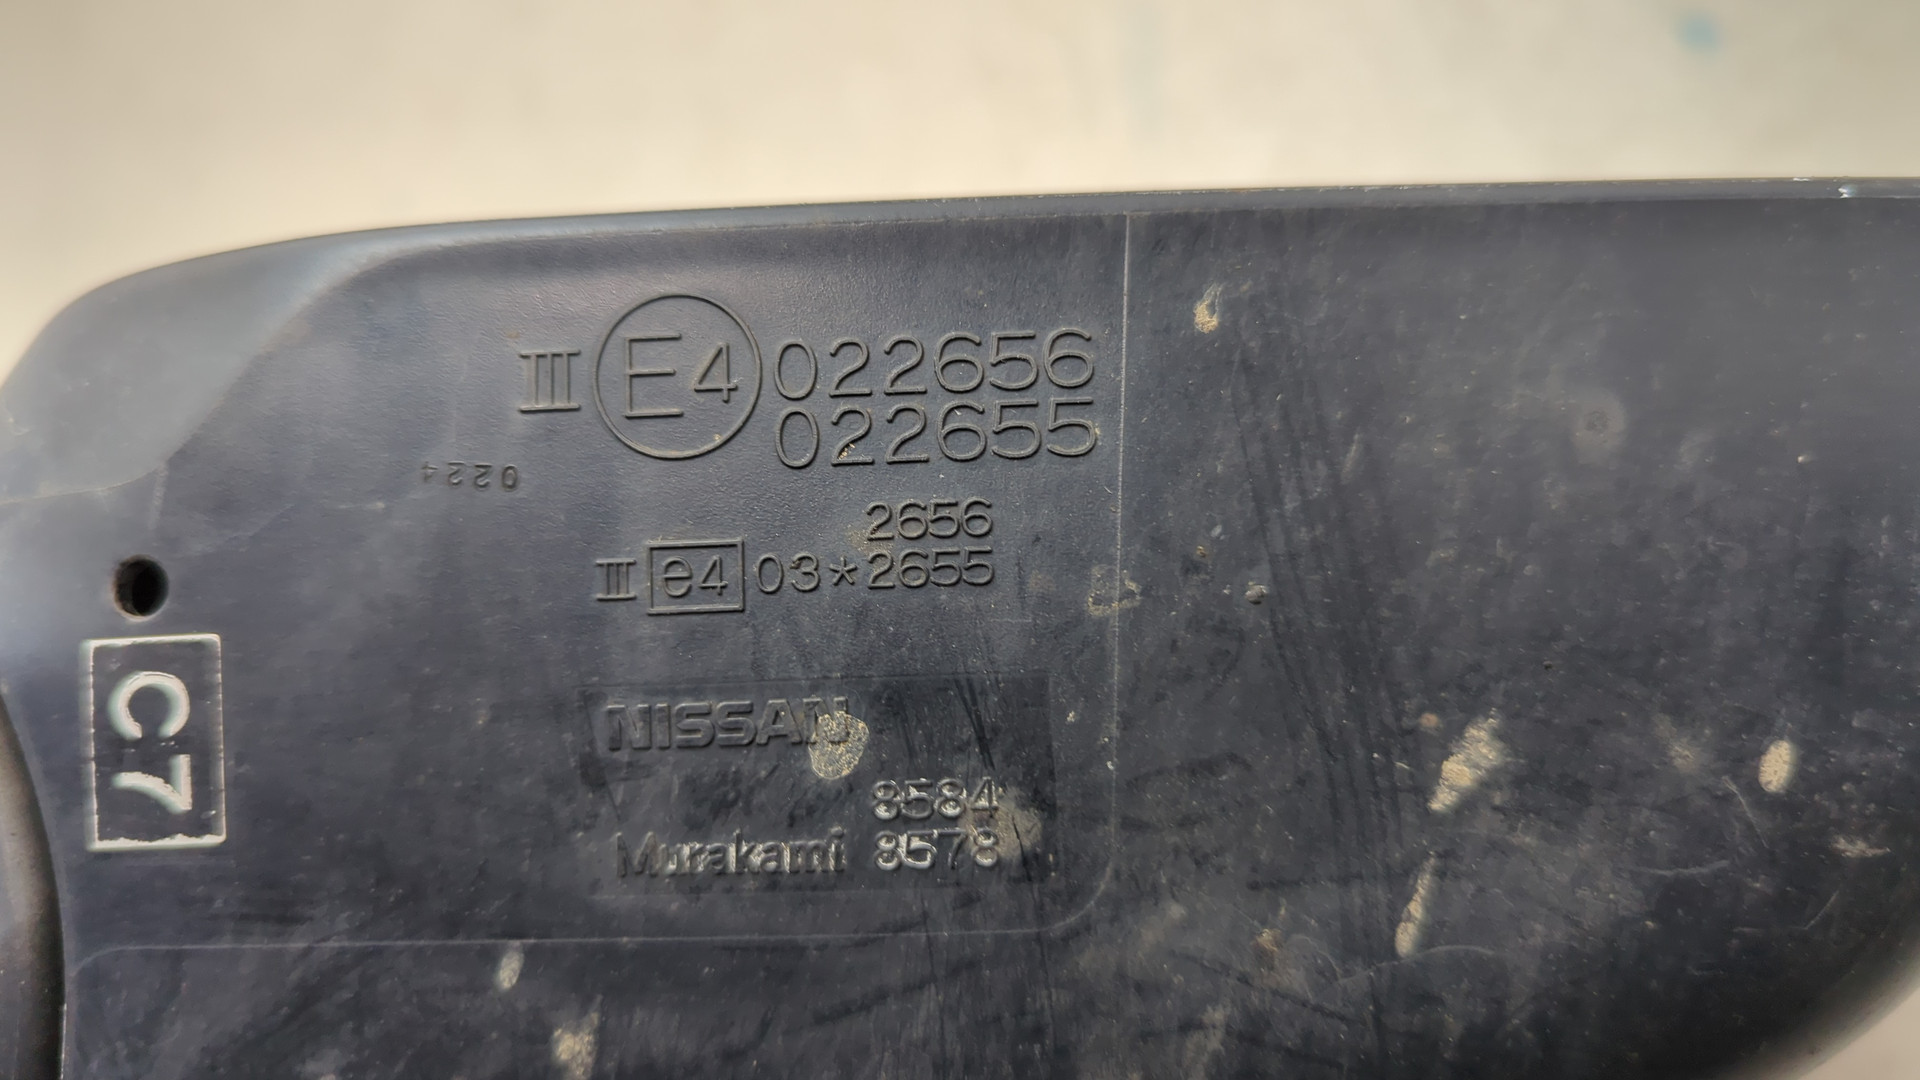 III E4 022656
022655
0224
2656
III e4 03*2655
C7
NISSAN
8584
Murakami 8578